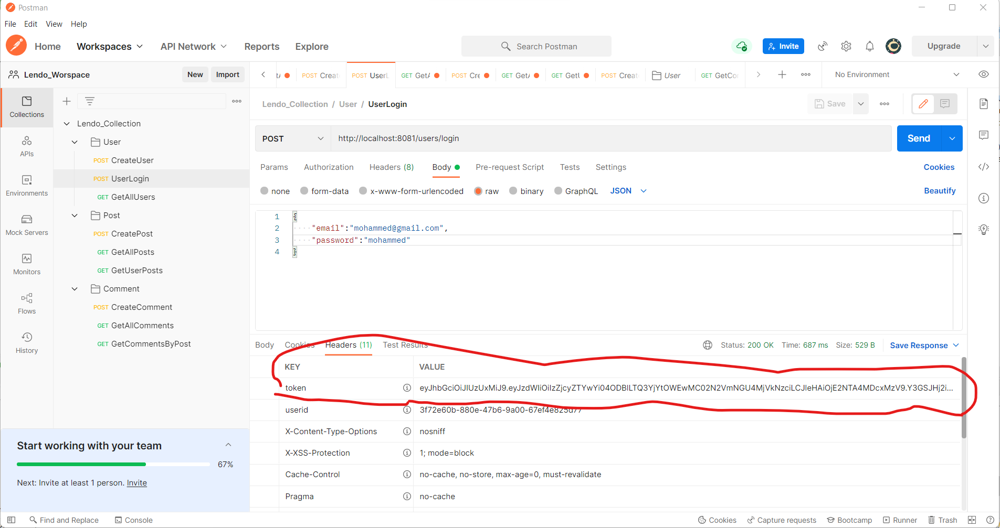 Postman
File Edit View Help
Home Workspaces API Network Reports Explore Search Postman Invite Upgrade
Lendo_Worspace New Import
POST Creat POST UserL GET GetA POST Cre GET GetA GET GetU POST Creat User GET GetCo No Environment
Collections
APIs
Environments
Mock Servers
Monitors
Flows
History
Lendo_Collection
User
POST CreateUser
POST UserLogin
GET GetAllUsers
Post
POST CreatePost
GET GetAllPosts
GET GetUserPosts
Comment
POST CreateComment
GET GetAllComments
GET GetCommentsByPost
Start working with your team
67%
Next: Invite at least 1 person. Invite
Lendo_Collection / User / UserLogin Save
POST http://localhost:8081/users/login Send
Params Authorization Headers (8) Body Pre-request Script Tests Settings Cookies
none form-data x-www-form-urlencoded raw binary GraphQL JSON Beautify
1 {
2 "email":"mohammed@gmail.com",
3 "password":"mohammed"
4 }
Body Cookies Headers (11) Test Results Status: 200 OK Time: 687 ms Size: 529 B Save Response
KEY VALUE
token eyJhbGciOiJIUzUxMiJ9.eyJzdWIiOiIzZjcyZTYwYi04ODBlLTQ3YjYtOWEwMC02N2VmNGU4MjVkNzciLCJleHAiOjE2NTA4MDcxMzV9.Y3GSJHj2i...
userid 3f72e60b-880e-47b6-9a00-67ef4e825d77
X-Content-Type-Options nosniff
X-XSS-Protection 1; mode=block
Cache-Control no-cache, no-store, max-age=0, must-revalidate
Pragma no-cache
Find and Replace Console Cookies Capture requests Bootcamp Runner Trash